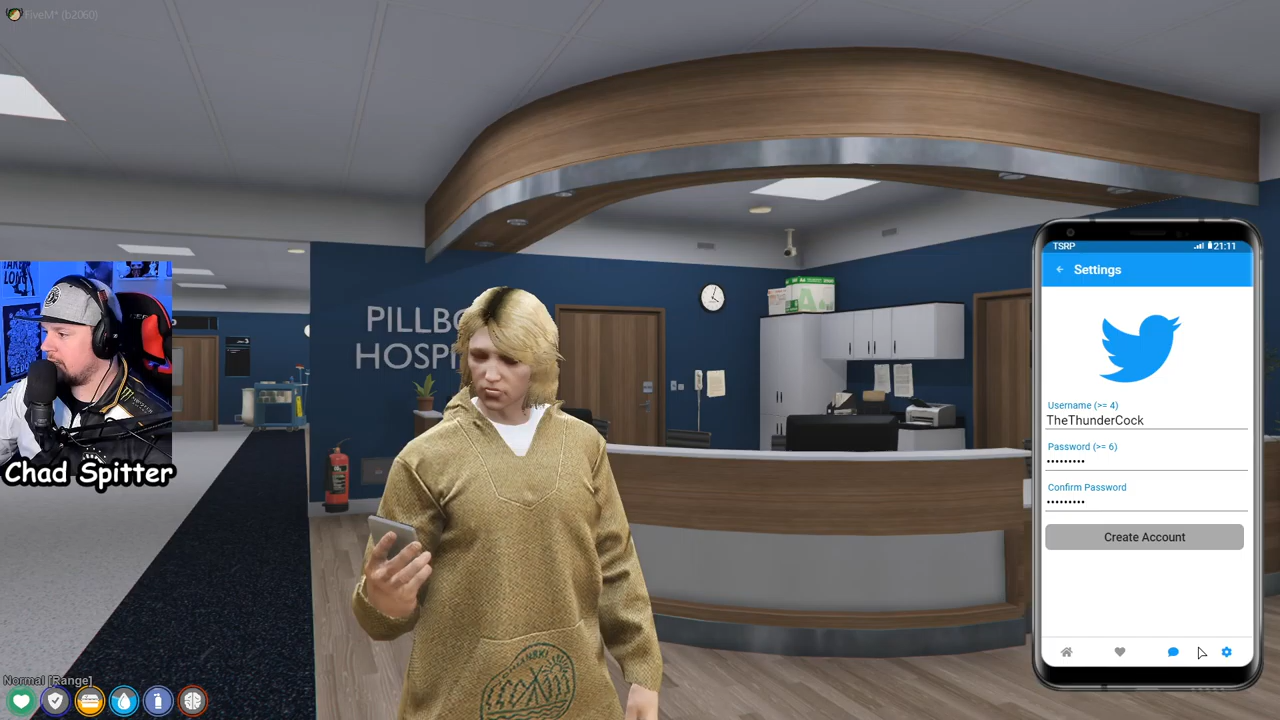 FiveM* (b2060)
TSRP
21:11
Settings
PILLBO
HOSPI
Username (>= 4)
TheThunderCock
Password (>= 6)
•••••••••
Confirm Password
•••••••••
Create Account
Chad Spitter
Normal [Range]